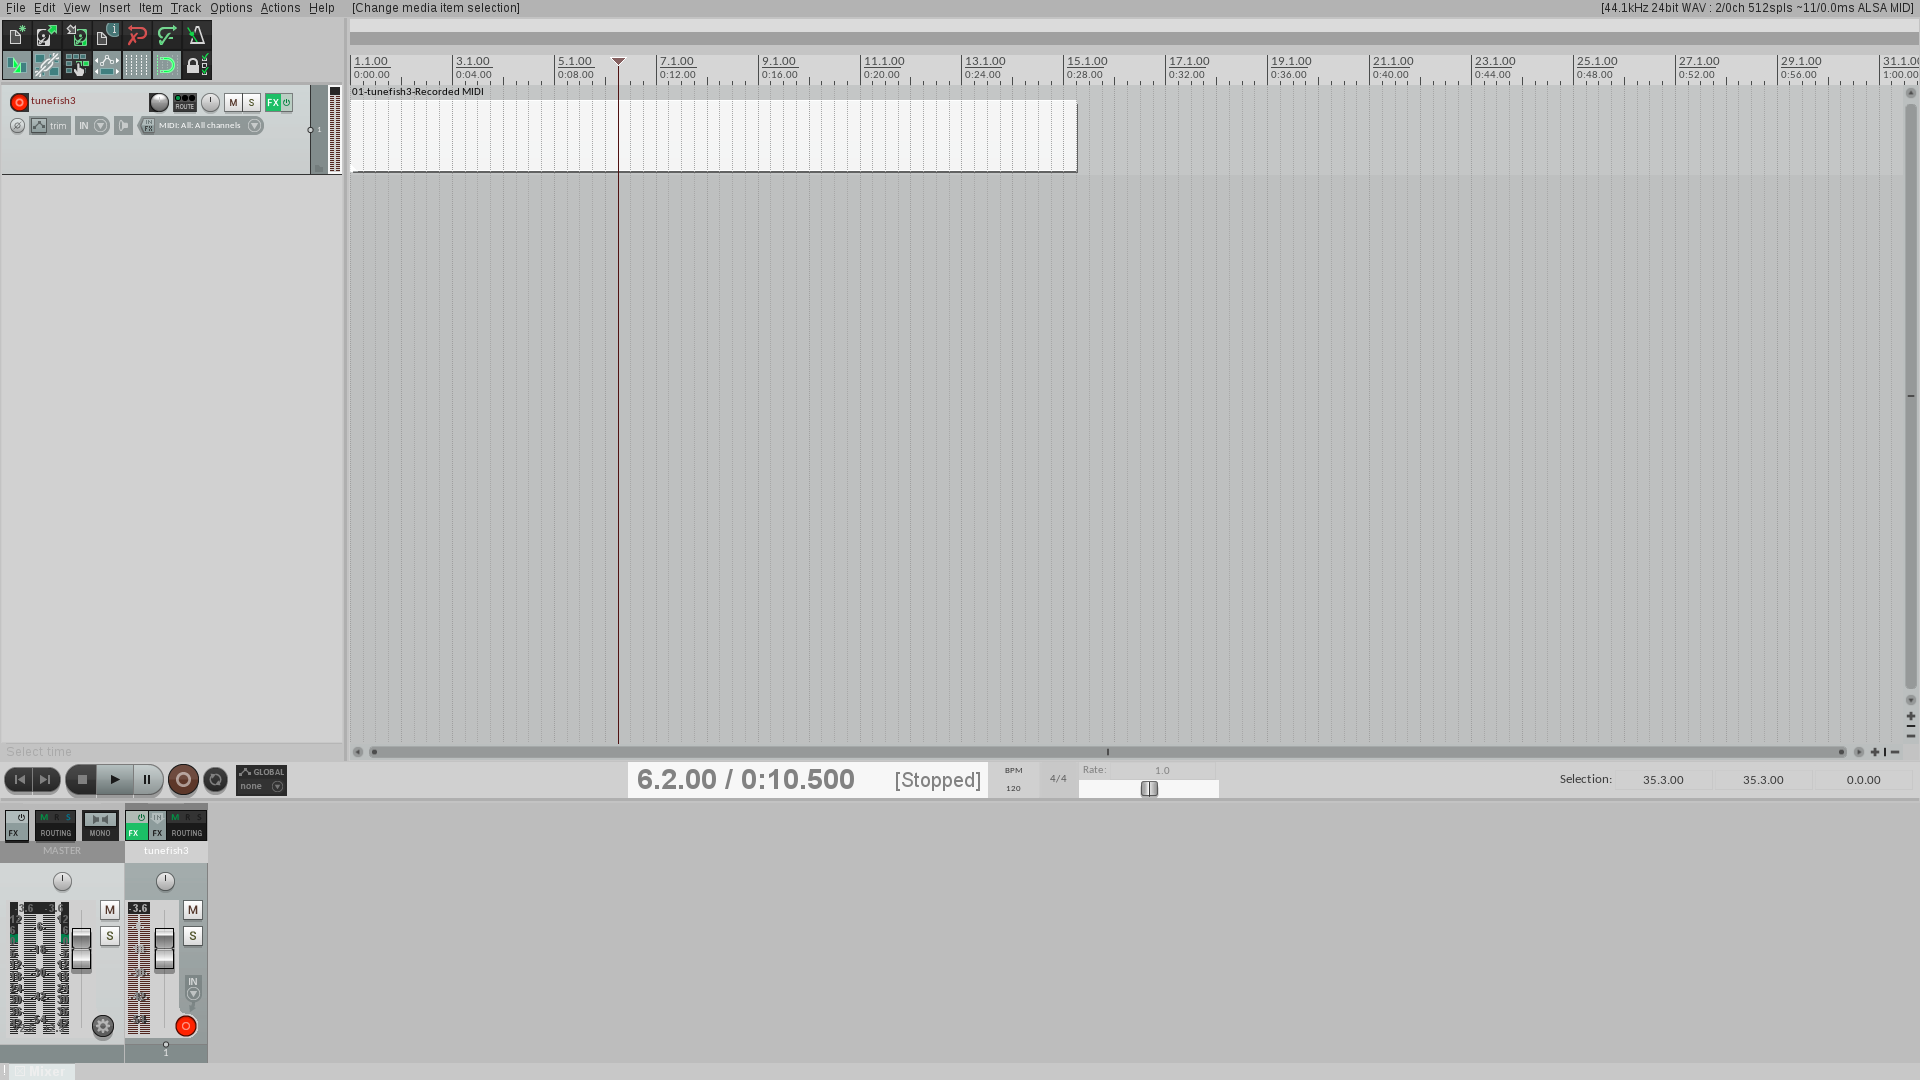 File Edit View Insert Item Track Options Actions Help [Change media item selection] [44.1kHz 24bit WAV : 2/0ch 512spls ~11/0.0ms ALSA MID]
1.1.00 3.1.00 5.1.00 7.1.00 9.1.00 11.1.00 13.1.00 15.1.00 17.1.00 19.1.00 21.1.00 23.1.00 25.1.00 27.1.00 29.1.00 31.1.00
0:00.00 0:04.00 0:08.00 0:12.00 0:16.00 0:20.00 0:24.00 0:28.00 0:32.00 0:36.00 0:40.00 0:44.00 0:48.00 0:52.00 0:56.00 1:00.00
01-tunefish3-Recorded MIDI
tunefish3 ROUTE M S FX
trim IN IN FX MIDI: All: All channels 1
Select time
GLOBAL
none
6.2.00 / 0:10.500 [Stopped]
BPM
120
4/4
Rate: 1.0
Selection: 35.3.00 35.3.00 0.0.00
FX M R S ROUTING MONO FX IN FX M R S ROUTING
MASTER tunefish3
-3.6 -3.6 M -3.6 M
S S
IN
1
Mixer